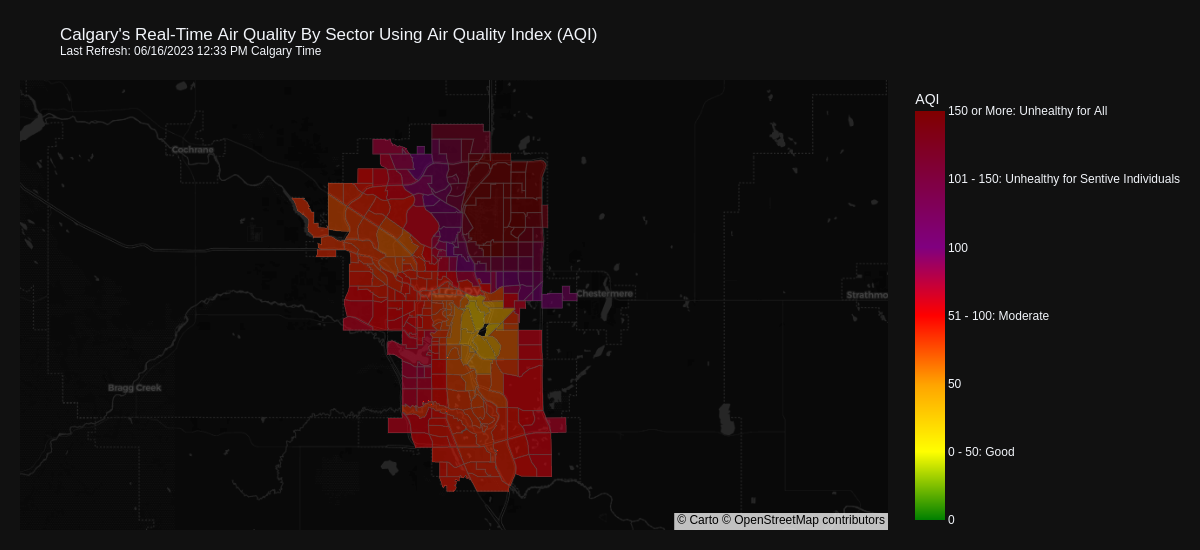 Calgary's Real-Time Air Quality By Sector Using Air Quality Index (AQI)
Last Refresh: 06/16/2023 12:33 PM Calgary Time
AQI
150 or More: Unhealthy for All
Cochrane
101 - 150: Unhealthy for Sentive Individuals
100
CALGARY
Chestermere
Strathmo
51 - 100: Moderate
50
Bragg Creek
0 - 50: Good
0
© Carto © OpenStreetMap contributors